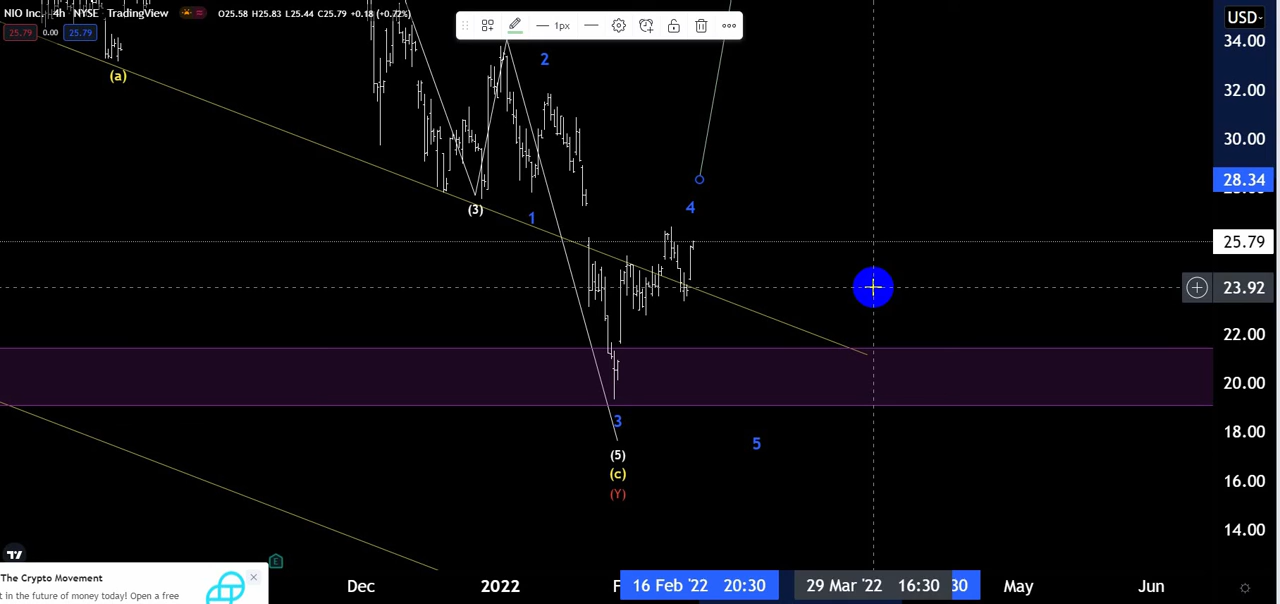 NIO Inc. 4h NYSE TradingView O25.58 H25.83 L25.44 C25.79 +0.18 (+0.72%)
25.79 0.00 25.79
1px
USD
34.00
32.00
30.00
28.34
25.79
23.92
22.00
20.00
18.00
16.00
14.00
(a)
2
(3)
1
4
3
5
(5)
(c)
(Y)
E
The Crypto Movement
t in the future of money today! Open a free
Dec 2022 F 16 Feb '22 20:30 29 Mar '22 16:30 30 May Jun